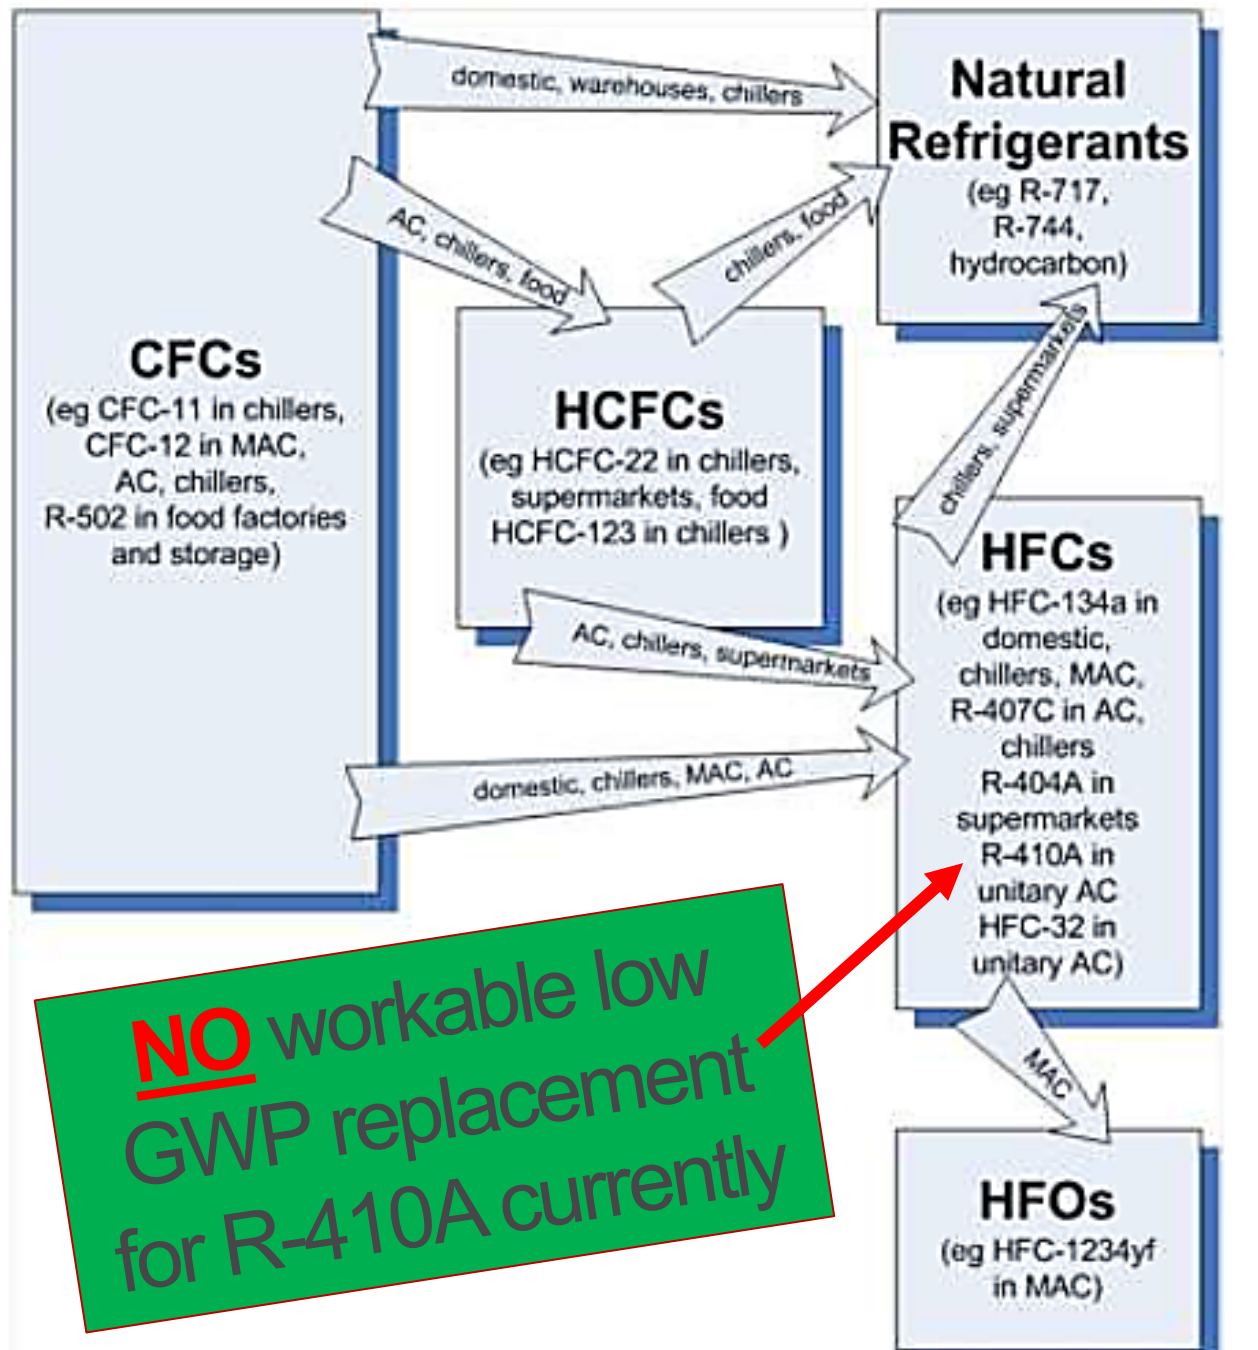 domestic, warehouses, chillers
Natural
Refrigerants
(eg R-717,
R-744,
hydrocarbon)
AC, chillers, food
chillers, food
CFCs
(eg CFC-11 in chillers,
CFC-12 in MAC,
AC, chillers,
R-502 in food factories
and storage)
HCFCs
(eg HCFC-22 in chillers,
supermarkets, food
HCFC-123 in chillers )
chillers, supermarkets
AC, chillers, supermarkets
domestic, chillers, MAC, AC
HFCs
(eg HFC-134a in
domestic,
chillers, MAC,
R-407C in AC,
chillers
R-404A in
supermarkets
R-410A in
unitary AC
HFC-32 in
unitary AC)
NO workable low
GWP replacement
for R-410A currently
MAC
HFOs
(eg HFC-1234yf
in MAC)